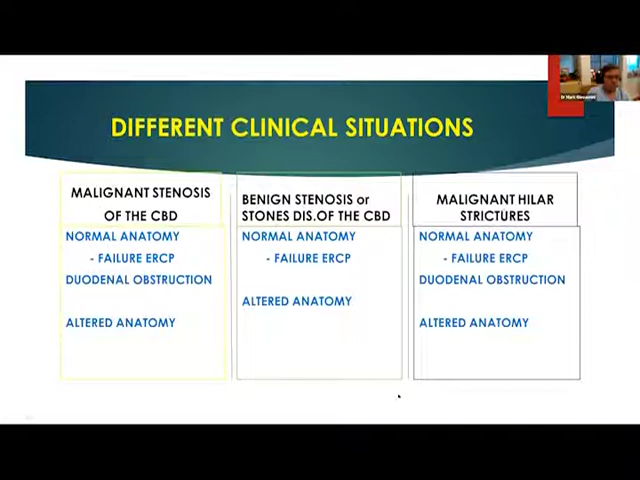 DIFFERENT CLINICAL SITUATIONS
MALIGNANT STENOSIS
OF THE CBD
NORMAL ANATOMY
- FAILURE ERCP
DUODENAL OBSTRUCTION
ALTERED ANATOMY
BENIGN STENOSIS or
STONES DIS.OF THE CBD
NORMAL ANATOMY
- FAILURE ERCP
ALTERED ANATOMY
MALIGNANT HILAR
STRICTURES
NORMAL ANATOMY
- FAILURE ERCP
DUODENAL OBSTRUCTION
ALTERED ANATOMY